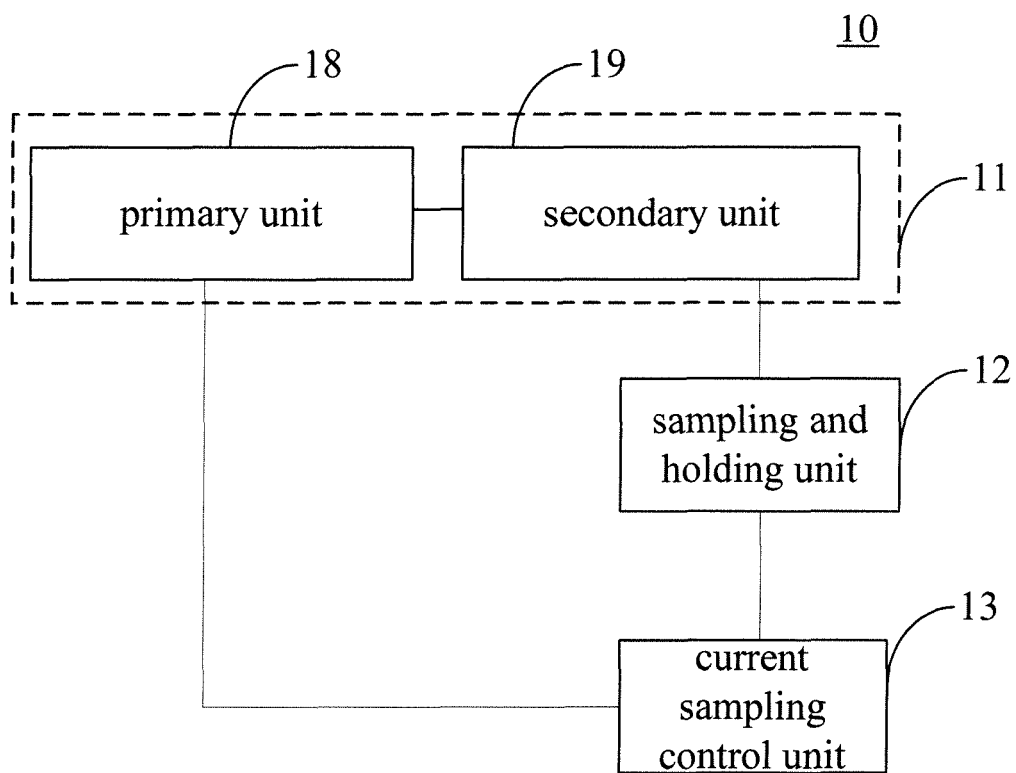 10
18
19
primary unit
secondary unit
11
sampling and
holding unit
12
13
current
sampling
control unit